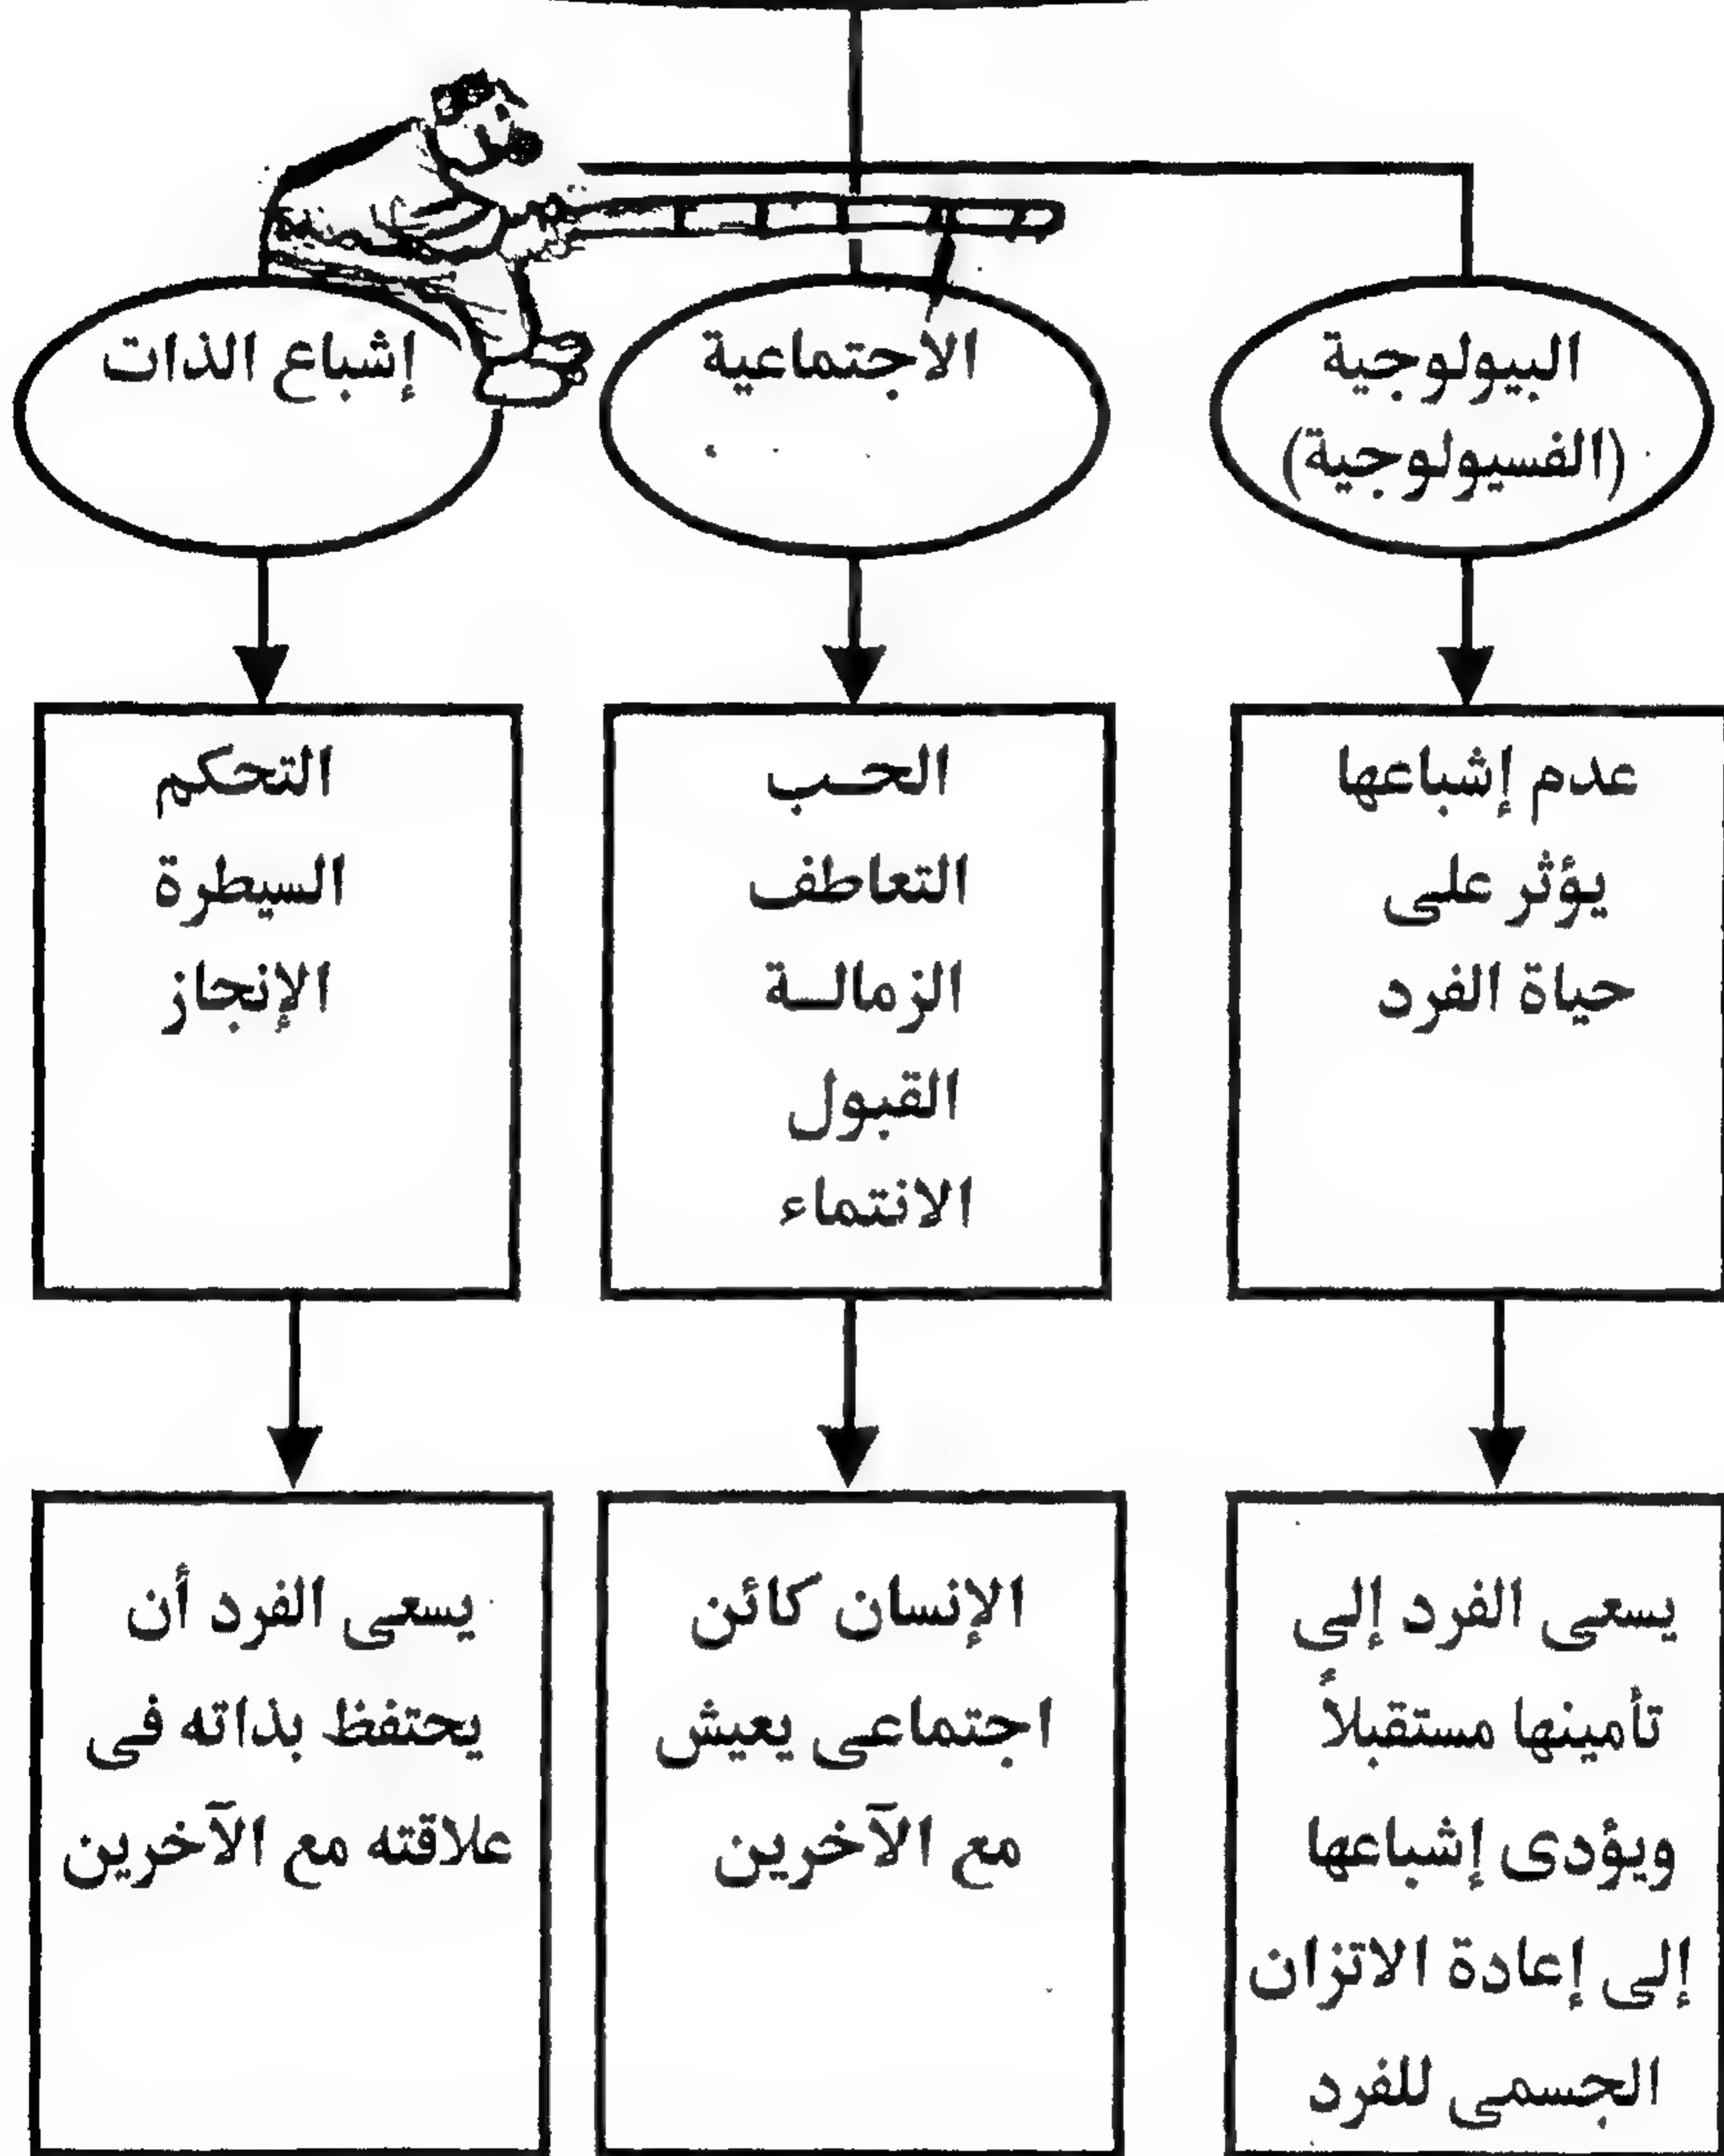 البيولوجية
(الفسيولوجية)
الاجتماعية
إشباع الذات
عدم إشباعها
يؤثر على
حياة الفرد
الحـب
التعاطف
الزمالـة
القبول
الانتماء
التحكم
السيطرة
الإنجاز
يسعى الفرد إلى
تأمينها مستقبلاً
ويؤدى إشباعها
إلى إعادة الاتزان
الجسمى للفرد
الإنسان كائن
اجتماعى يعيش
مع الآخرين
يسعى الفرد أن
يحتفظ بذاته فى
علاقته مع الآخرين